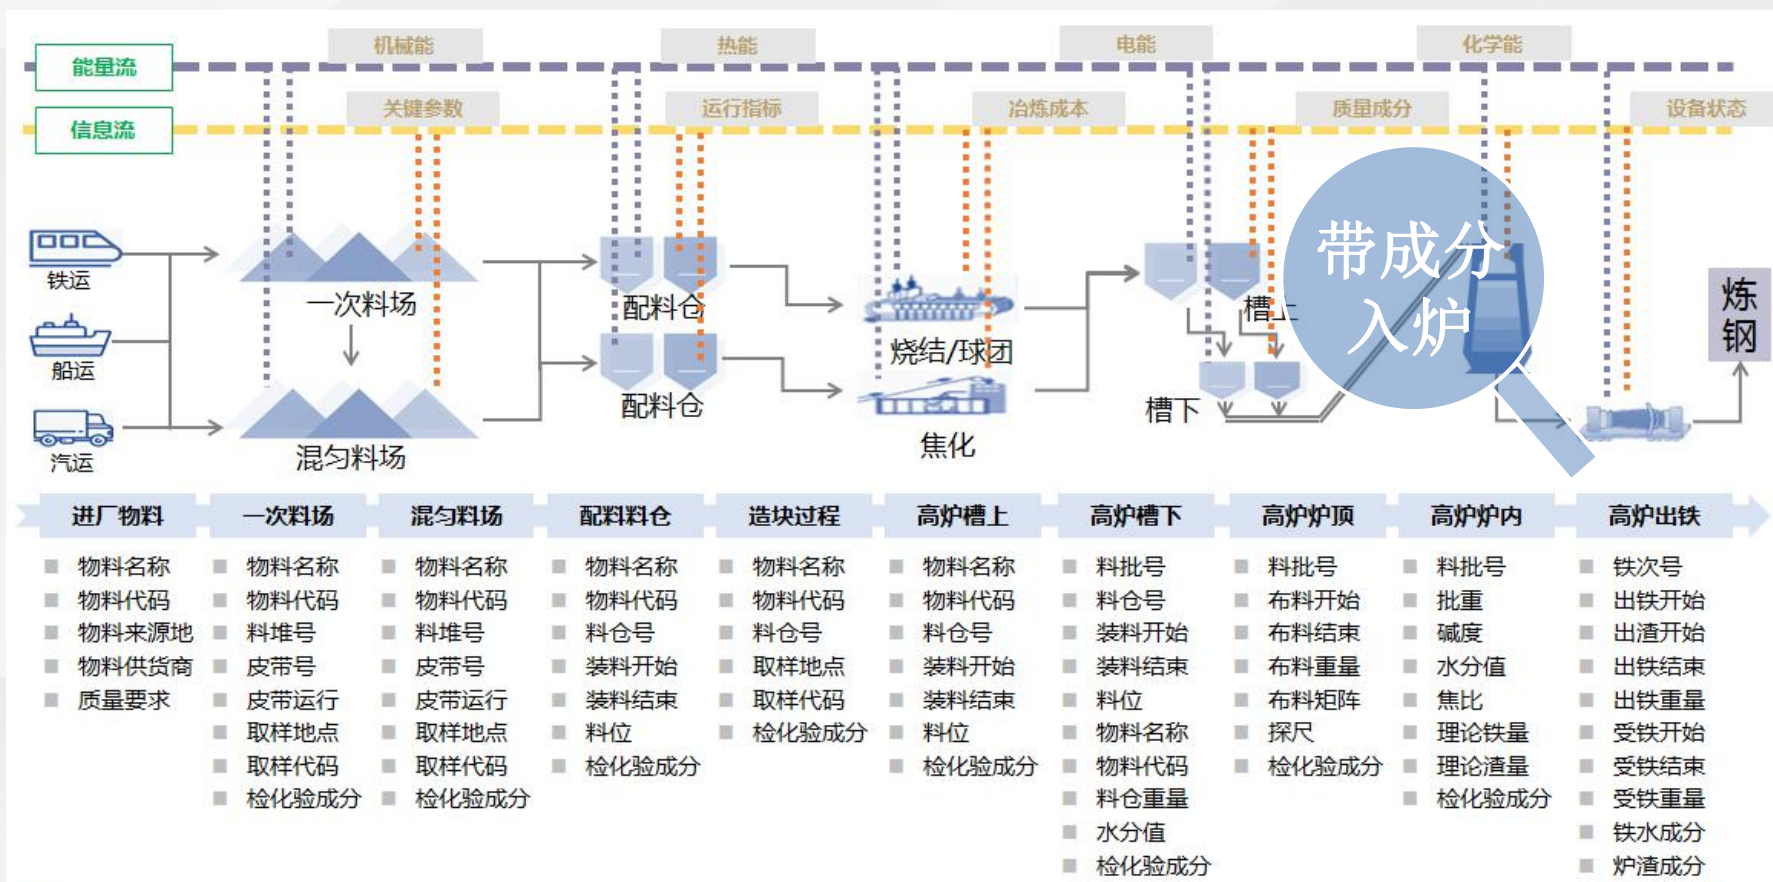 机械能
热能
电能
化学能
能量流
关键参数
运行指标
冶炼成本
质量成分
设备状态
信息流
带成分
入炉
铁运
船运
汽运
一次料场
混匀料场
配料仓
配料仓
烧结/球团
焦化
槽上
槽下
炼
钢
进厂物料
物料名称
物料代码
物料来源地
物料供货商
质量要求
一次料场
物料名称
物料代码
料堆号
皮带号
皮带运行
取样地点
取样代码
检化验成分
混匀料场
物料名称
物料代码
料堆号
皮带号
皮带运行
取样地点
取样代码
检化验成分
配料料仓
物料名称
物料代码
料仓号
装料开始
装料结束
料位
检化验成分
造块过程
物料名称
物料代码
料仓号
取样地点
取样代码
检化验成分
高炉槽上
物料名称
物料代码
料仓号
装料开始
装料结束
料位
检化验成分
高炉槽下
料批号
料仓号
装料开始
装料结束
料位
物料名称
物料代码
料仓重量
水分值
检化验成分
高炉炉顶
料批号
布料开始
布料结束
布料重量
布料矩阵
探尺
检化验成分
高炉炉内
料批号
批重
碱度
水分值
焦比
理论铁量
理论渣量
检化验成分
高炉出铁
铁次号
出铁开始
出渣开始
出铁结束
出铁重量
受铁开始
受铁结束
受铁重量
铁水成分
炉渣成分